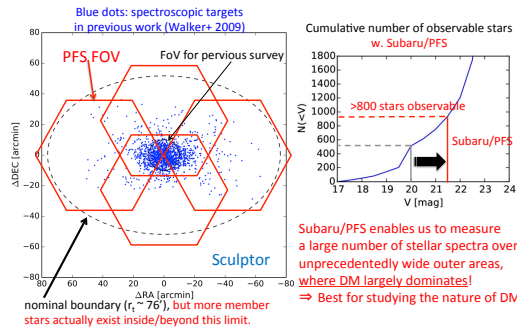 Blue dots: spectroscopic targets
in previous work (Walker+ 2009)
PFS FOV
FoV for pervious survey
80
60
40
20
0
−20
−40
−60
−80
ΔDEC [arcmin]
80 60 40 20 0 −20 −40 −60 −80
ΔRA [arcmin]
Sculptor
nominal boundary (rt~ 76’), but more member
stars actually exist inside/beyond this limit.
Cumulative number of observable stars
w. Subaru/PFS
1800
1600
1400
1200
1000
800
600
400
200
0
N(<V)
>800 stars observable
Subaru/PFS
17 18 19 20 21 22 23 24
V [mag]
Subaru/PFS enables us to measure
a large number of stellar spectra over
unprecedentedly wide outer areas,
where DM largely dominates!
⇒ Best for studying the nature of DM